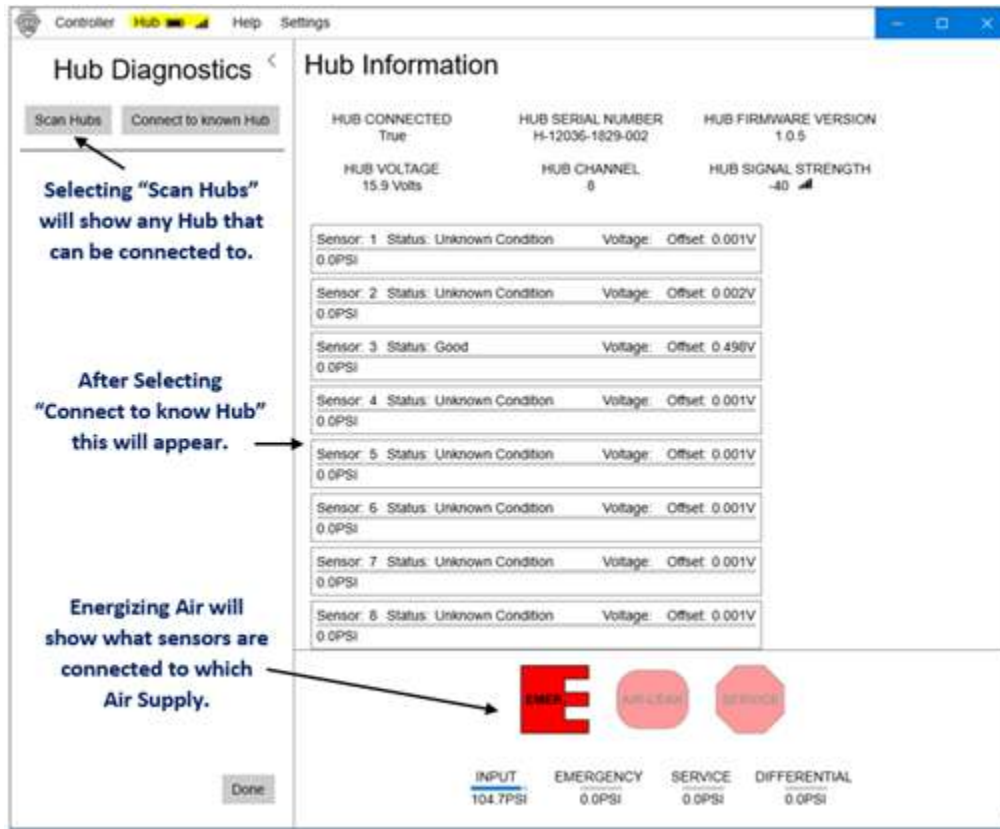 Controller Hub Help Settings
Hub Diagnostics <
Scan Hubs Connect to known Hub
Selecting “Scan Hubs”
will show any Hub that
can be connected to.
After Selecting
“Connect to know Hub”
this will appear.
Energizing Air will
show what sensors are
connected to which
Air Supply.
Done
Hub Information
HUB CONNECTED HUB SERIAL NUMBER HUB FIRMWARE VERSION
True H-12036-1829-002 1.0.5
HUB VOLTAGE HUB CHANNEL HUB SIGNAL STRENGTH
15.9 Volts 8 -40
Sensor: 1 Status: Unknown Condition Voltage: Offset: 0.001V
0.0PSI
Sensor: 2 Status: Unknown Condition Voltage: Offset: 0.002V
0.0PSI
Sensor: 3 Status: Good Voltage: Offset: 0.498V
0.0PSI
Sensor: 4 Status: Unknown Condition Voltage: Offset: 0.001V
0.0PSI
Sensor: 5 Status: Unknown Condition Voltage: Offset: 0.001V
0.0PSI
Sensor: 6 Status: Unknown Condition Voltage: Offset: 0.001V
0.0PSI
Sensor: 7 Status: Unknown Condition Voltage: Offset: 0.001V
0.0PSI
Sensor: 8 Status: Unknown Condition Voltage: Offset: 0.001V
0.0PSI
EMER AIR-LEAK SERVICE
INPUT EMERGENCY SERVICE DIFFERENTIAL
104.7PSI 0.0PSI 0.0PSI 0.0PSI